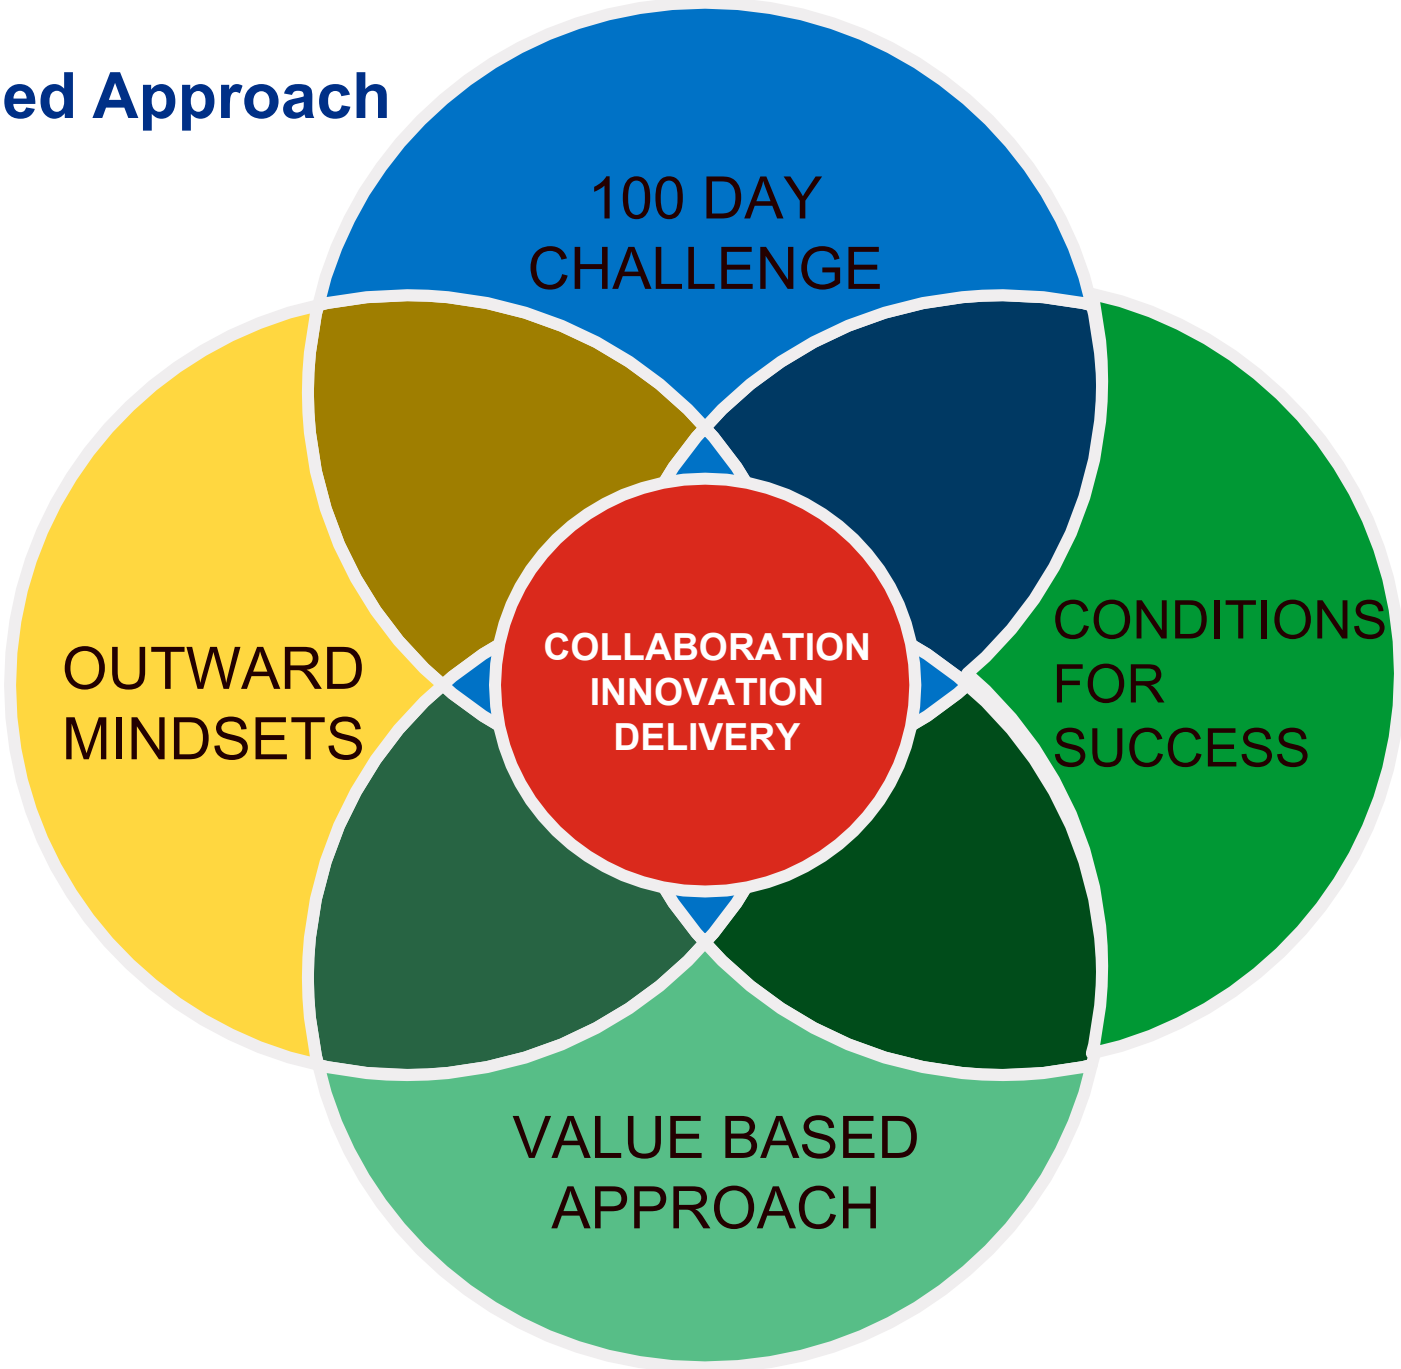 ed Approach
100 DAY
CHALLENGE
OUTWARD
MINDSETS
COLLABORATION
INNOVATION
DELIVERY
CONDITIONS
FOR
SUCCESS
VALUE BASED
APPROACH